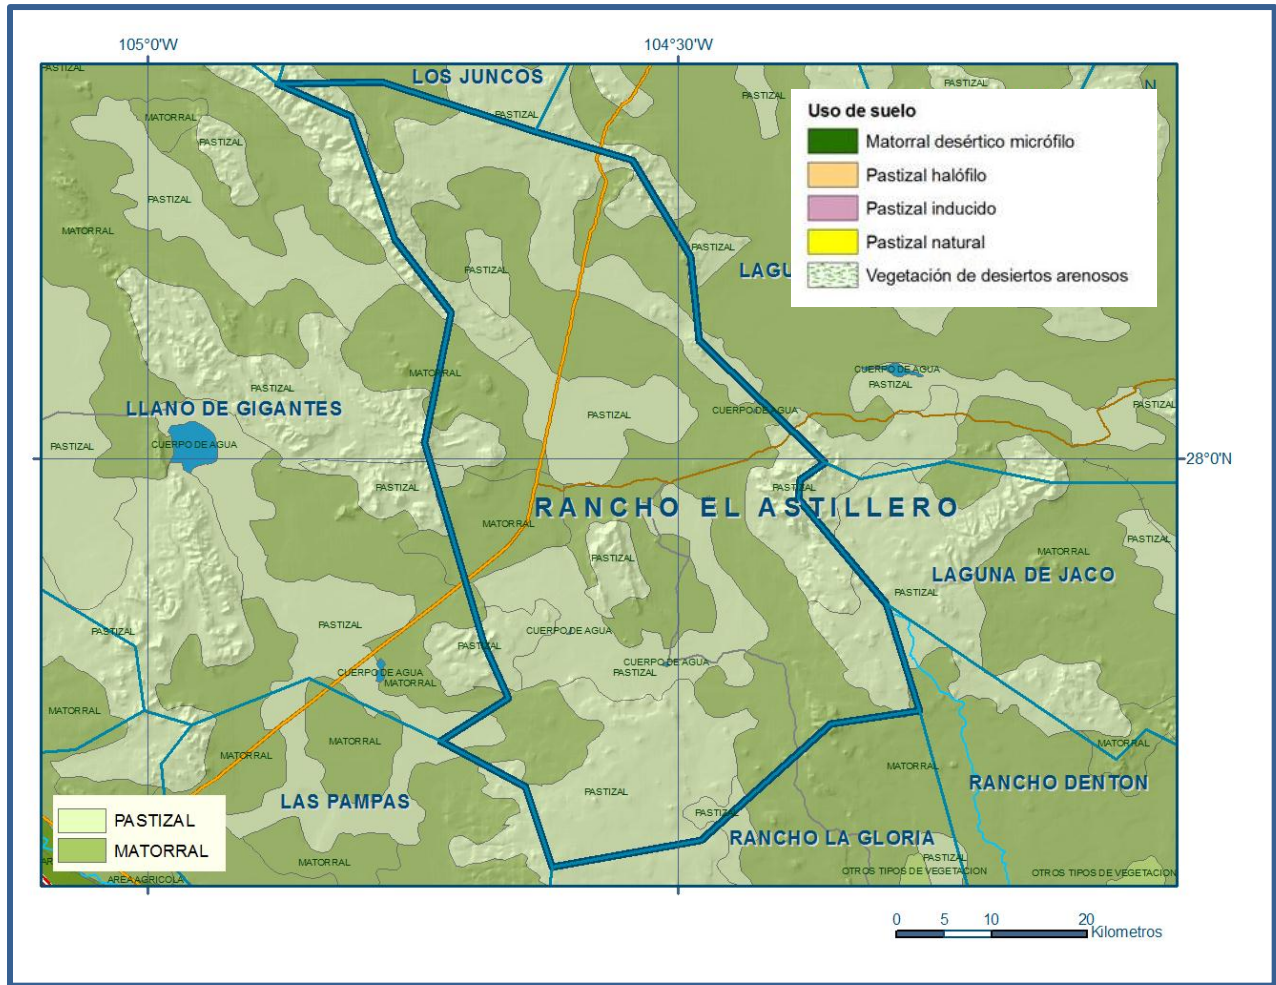 105°0'W
104°30'W
PASTIZAL
LOS JUNCOS
PASTIZAL
N
PASTIZAL
Uso de suelo
Matorral desértico micrófilo
Pastizal halófilo
Pastizal inducido
Pastizal natural
Vegetación de desiertos arenosos
MATORRAL
PASTIZAL
PASTIZAL
PASTIZAL
MATORRAL
PASTIZAL
PASTIZAL
LAGU
CUERPO DE AGUA
PASTIZAL
MATORRAL
PASTIZAL
LLANO DE GIGANTES
PASTIZAL
CUERPO DE AGUA
PASTIZAL
PASTIZAL
CUERPO DE AGUA
28°0'N
PASTIZAL
PASTIZAL
RANCHO EL ASTILLERO
MATORRAL
PASTIZAL
PASTIZAL
MATORRAL
LAGUNA DE JACO
PASTIZAL
PASTIZAL
PASTIZAL
CUERPO DE AGUA
PASTIZAL
CUERPO DE AGUA
PASTIZAL
CUERPO DE AGUA
MATORRAL
MATORRAL
MATORRAL
MATORRAL
MATORRAL
MATORRAL
RANCHO DENTON
PASTIZAL
LAS PAMPAS
PASTIZAL
RANCHO LA GLORIA
PASTIZAL
MATORRAL
MATORRAL
PASTIZAL
OTROS TIPOS DE VEGETACION
OTROS TIPOS DE VEGETACION
AR
AREA AGRICOLA
AR
0 5 10 20
Kilometros